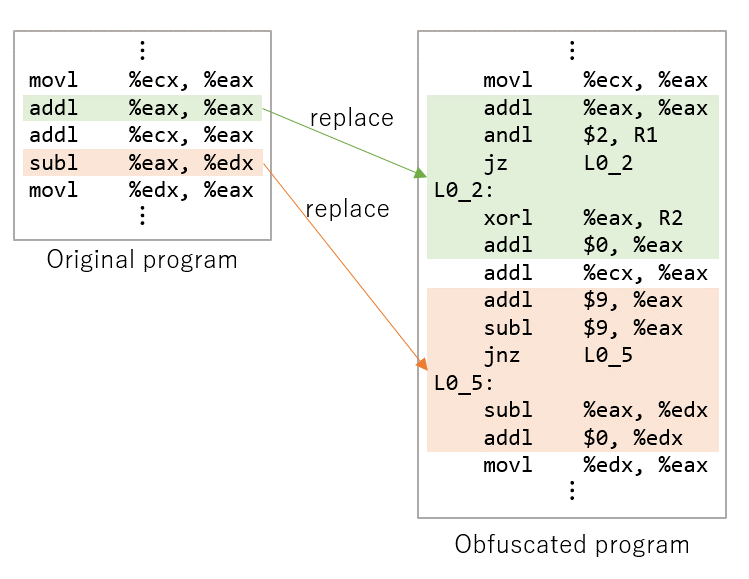 ⋮
movl %ecx, %eax
addl %eax, %eax
addl %ecx, %eax
subl %eax, %edx
movl %edx, %eax
⋮
Original program
replace
replace
⋮
movl %ecx, %eax
addl %eax, %eax
andl $2, R1
jz L0_2
L0_2:
xorl %eax, R2
addl $0, %eax
addl %ecx, %eax
addl $9, %eax
subl $9, %eax
jnz L0_5
L0_5:
subl %eax, %edx
addl $0, %edx
movl %edx, %eax
⋮
Obfuscated program